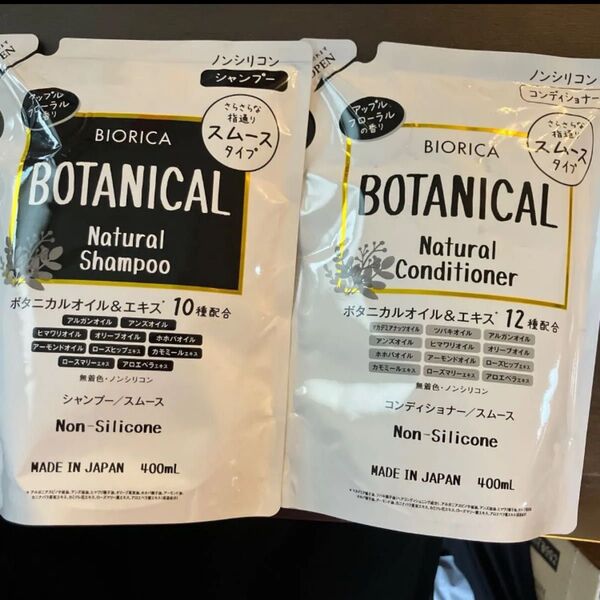 OPEN
ノンシリコン
シャンプー
アップル
フローラル
の香り
さらさらな
指通り
スムース
タイプ
BIORICA
BOTANICAL
Natural
Shampoo
ボタニカルオイル&エキス* 10種配合
アルガンオイル アンズオイル
ヒマワリオイル オリーブオイル ホホバオイル
アーモンドオイル ローズヒップエキス カモミールエキス
ローズマリーエキス アロエベラエキス
無着色・ノンシリコン
シャンプー/スムース
Non-Silicone
MADE IN JAPAN 400mL
OPEN
ノンシリコン
コンディショナー
アップル
フローラル
の香り
さらさらな
指通り
スムース
タイプ
BIORICA
BOTANICAL
Natural
Conditioner
ボタニカルオイル&エキス* 12種配合
マカデミアナッツオイル ツバキオイル アルガンオイル
アンズオイル ヒマワリオイル オリーブオイル
ホホバオイル アーモンドオイル ローズヒップエキス
カモミールエキス ローズマリーエキス アロエベラエキス
無着色・ノンシリコン
コンディショナー/スムース
Non-Silicone
MADE IN JAPAN 400mL